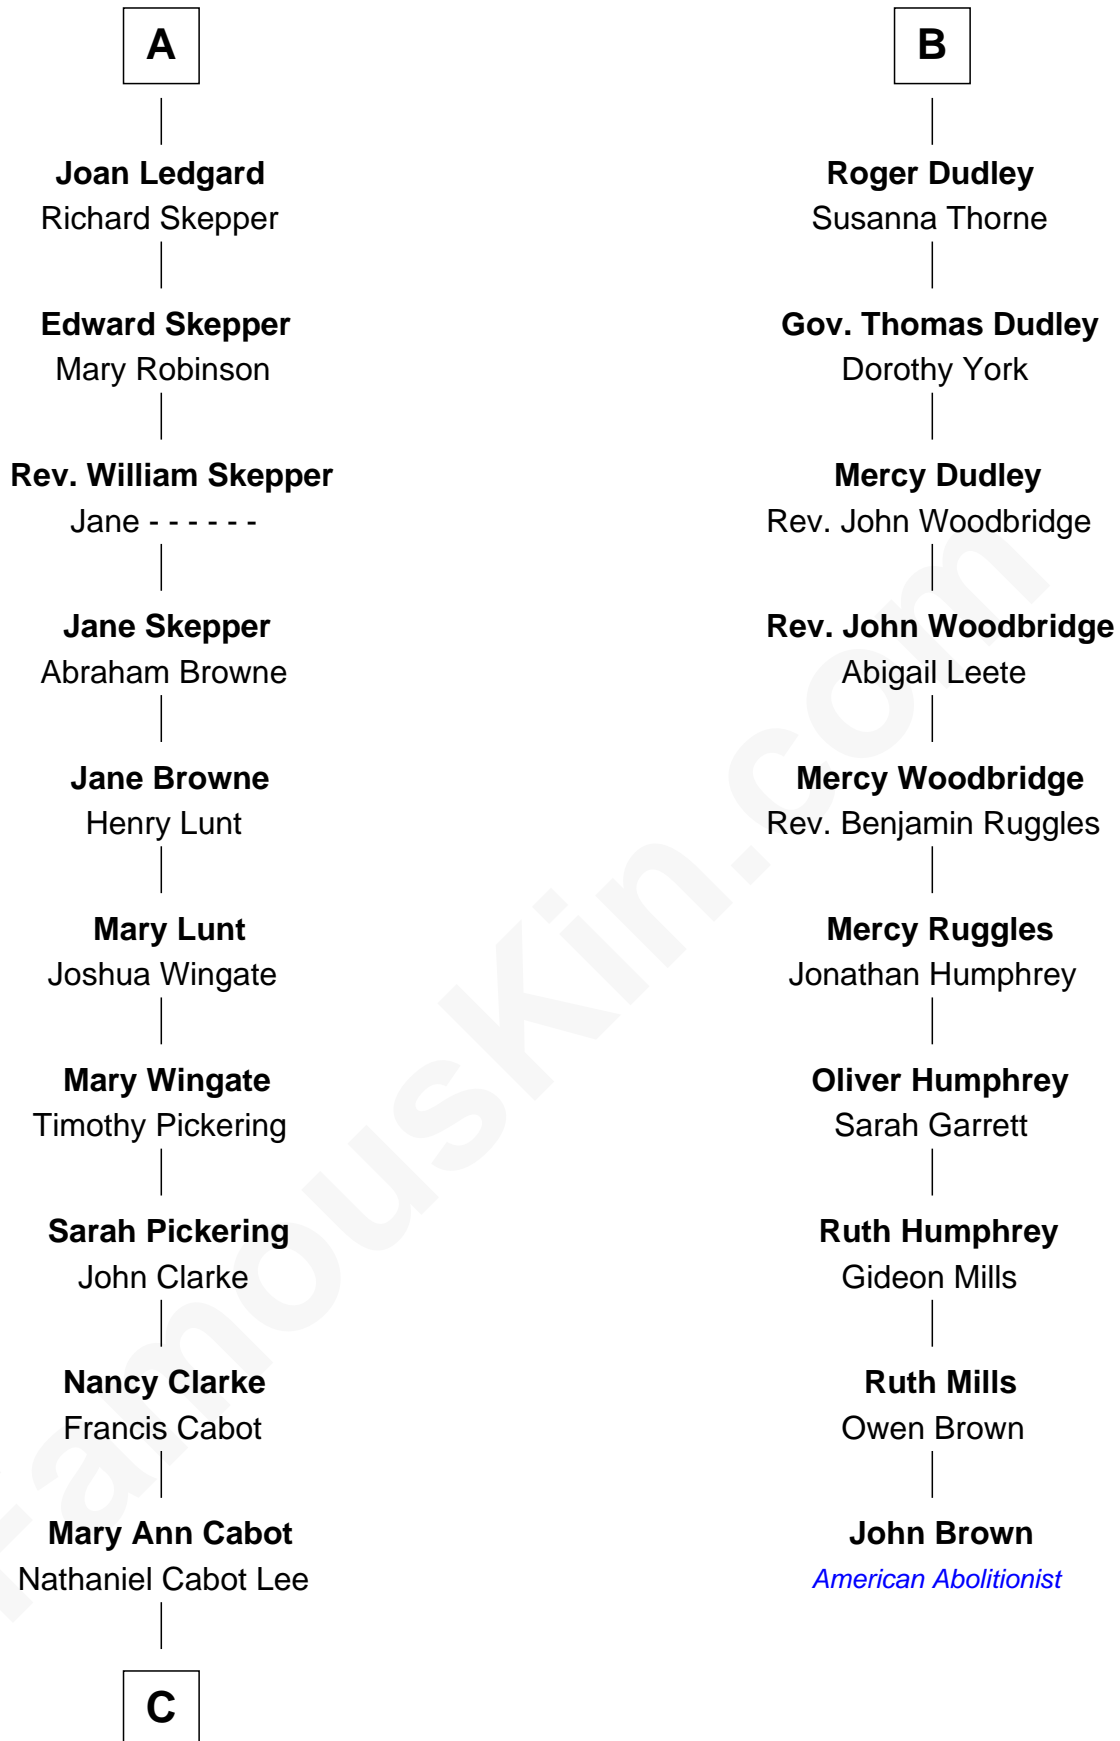 A
Joan Ledgard
Richard Skepper
Edward Skepper
Mary Robinson
Rev. William Skepper
Jane - - - - - -
Jane Skepper
Abraham Browne
Jane Browne
Henry Lunt
Mary Lunt
Joshua Wingate
Mary Wingate
Timothy Pickering
Sarah Pickering
John Clarke
Nancy Clarke
Francis Cabot
Mary Ann Cabot
Nathaniel Cabot Lee
C
B
Roger Dudley
Susanna Thorne
Gov. Thomas Dudley
Dorothy York
Mercy Dudley
Rev. John Woodbridge
Rev. John Woodbridge
Abigail Leete
Mercy Woodbridge
Rev. Benjamin Ruggles
Mercy Ruggles
Jonathan Humphrey
Oliver Humphrey
Sarah Garrett
Ruth Humphrey
Gideon Mills
Ruth Mills
Owen Brown
John Brown
American Abolitionist
FamousKin.com